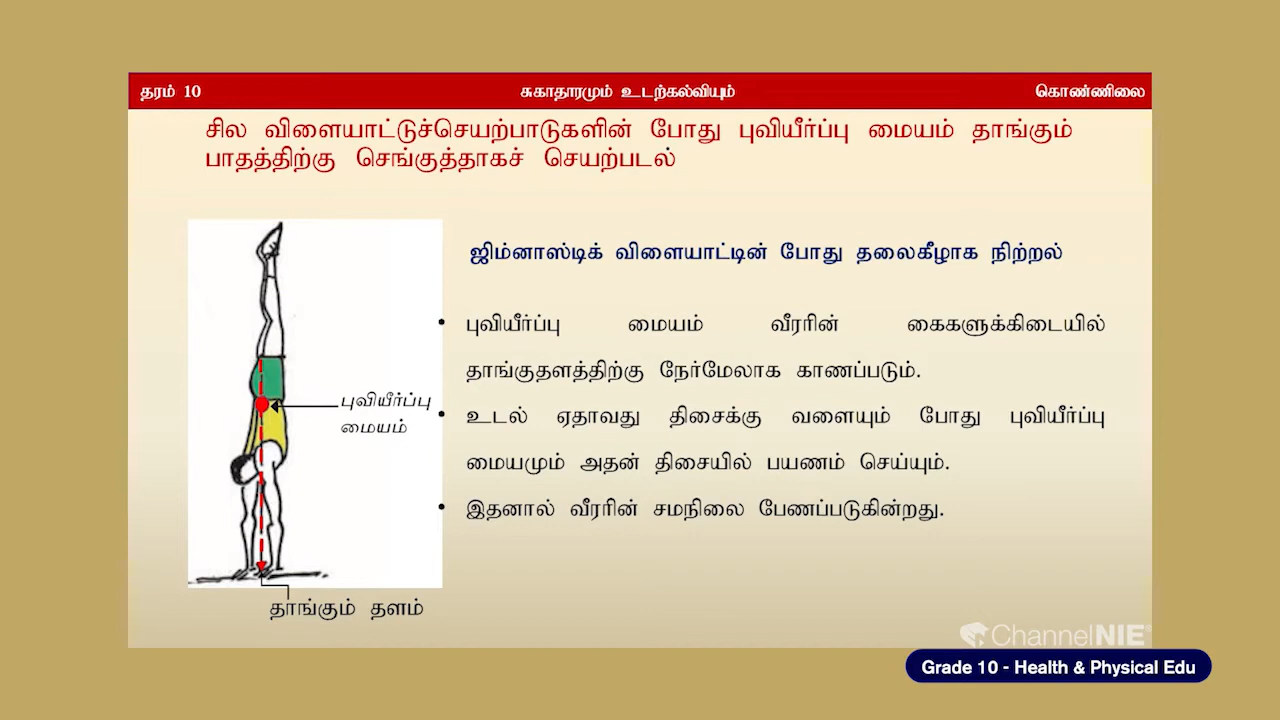 தரம் 10 சுகாதாரமும் உடற்கல்வியும் கொண்ணிலை
சில விளையாட்டுச்செயற்பாடுகளின் போது புவியீர்ப்பு மையம் தாங்கும்
பாதத்திற்கு செங்குத்தாகச் செயற்படல்
ஜிம்னாஸ்டிக் விளையாட்டின் போது தலைகீழாக நிற்றல்
• புவியீர்ப்பு மையம் வீரரின் கைகளுக்கிடையில்
தாங்குதளத்திற்கு நேர்மேலாக காணப்படும்.
• உடல் ஏதாவது திசைக்கு வளையும் போது புவியீர்ப்பு
மையமும் அதன் திசையில் பயணம் செய்யும்.
• இதனால் வீரரின் சமநிலை பேணப்படுகின்றது.
புவியீர்ப்பு
மையம்
தாங்கும் தளம்
ChannelNIE®
Grade 10 - Health & Physical Edu